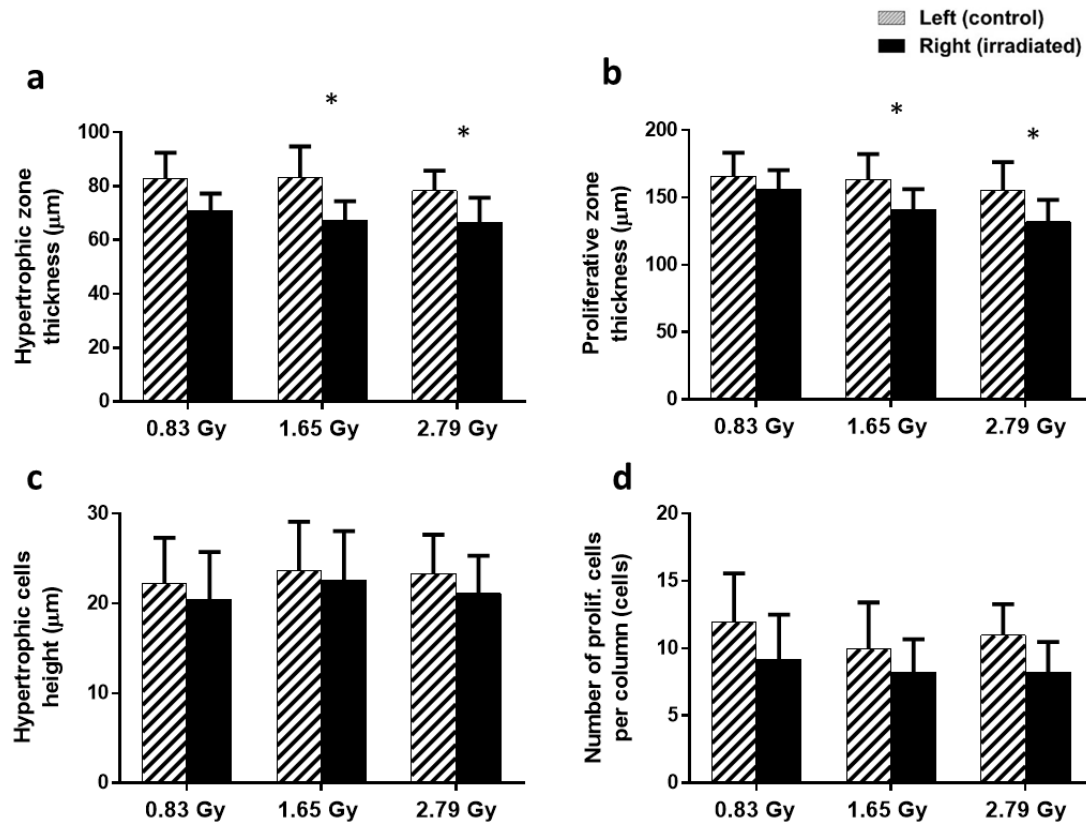 Left (control)
Right (irradiated)
a
*
*
Hypertrophic zone
thickness (μm)
100
80
60
40
20
0
0.83 Gy
1.65 Gy
2.79 Gy
b
*
*
Proliferative zone
thickness (μm)
200
150
100
50
0
0.83 Gy
1.65 Gy
2.79 Gy
c
Hypertrophic cells
height (μm)
30
20
10
0
0.83 Gy
1.65 Gy
2.79 Gy
d
Number of prolif. cells
per column (cells)
20
15
10
5
0
0.83 Gy
1.65 Gy
2.79 Gy